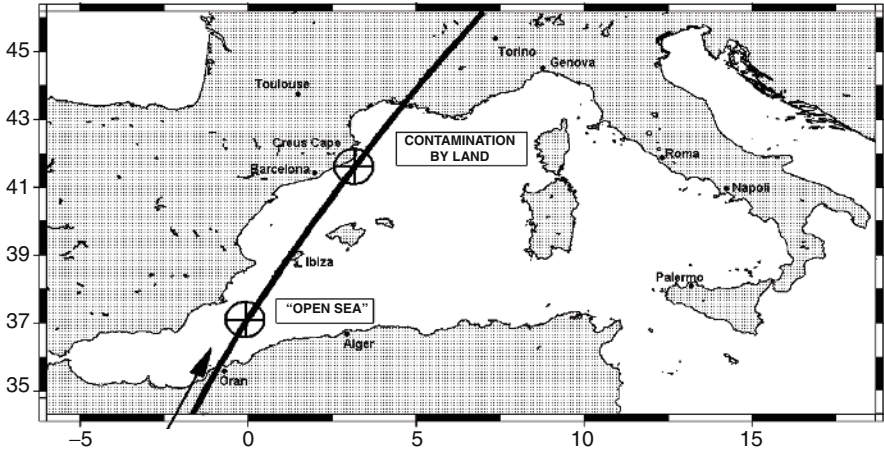 45
43
41
39
37
35
Torino
Genova
Toulouse
Creus Cape
CONTAMINATION
BY LAND
Barcelona
Roma
Napoli
Ibiza
Palermo
“OPEN SEA”
Alger
Oran
−5 0 5 10 15